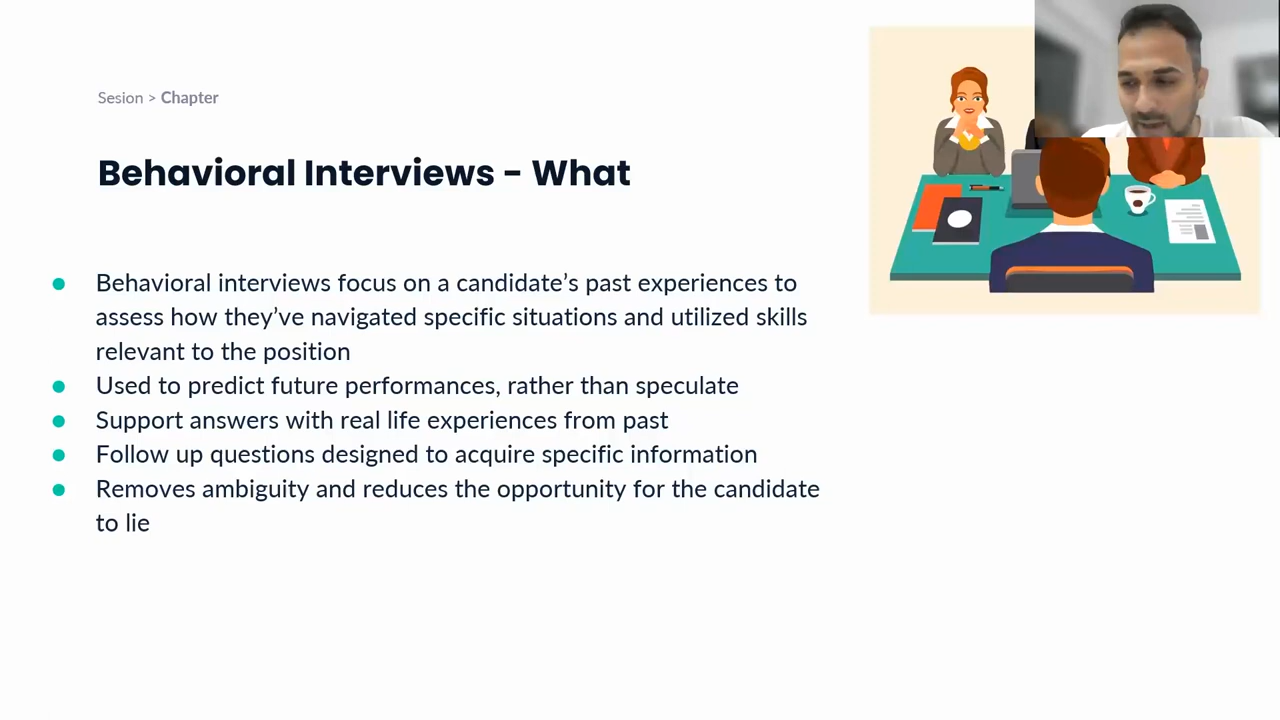 Sesion > Chapter
Behavioral Interviews - What
Behavioral interviews focus on a candidate’s past experiences to
assess how they’ve navigated specific situations and utilized skills
relevant to the position
Used to predict future performances, rather than speculate
Support answers with real life experiences from past
Follow up questions designed to acquire specific information
Removes ambiguity and reduces the opportunity for the candidate
to lie